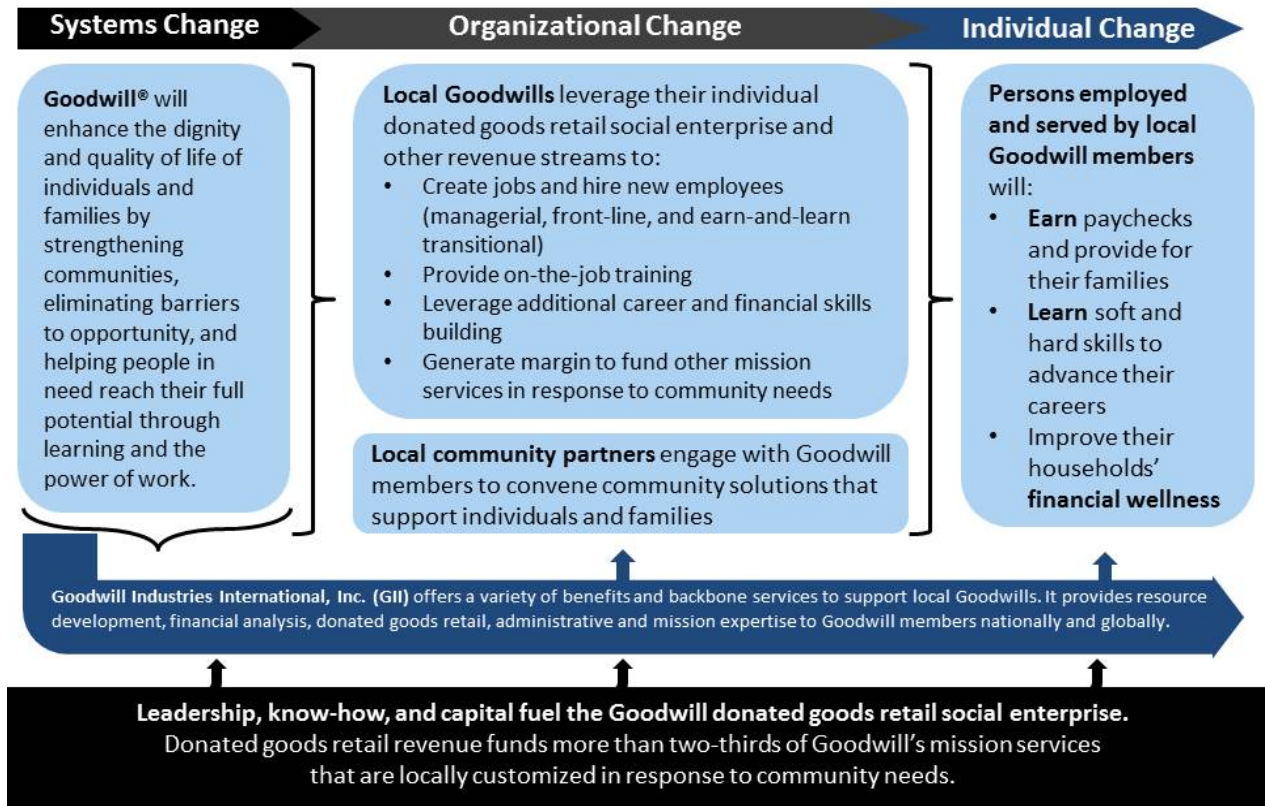 Systems Change
Organizational Change
Individual Change
Goodwill® will
enhance the dignity
and quality of life of
individuals and
families by
strengthening
communities,
eliminating barriers
to opportunity, and
helping people in
need reach their full
potential through
learning and the
power of work.
Local Goodwills leverage their individual
donated goods retail social enterprise and
other revenue streams to:
• Create jobs and hire new employees
(managerial, front-line, and earn-and-learn
transitional)
• Provide on-the-job training
• Leverage additional career and financial skills
building
• Generate margin to fund other mission
services in response to community needs
Local community partners engage with Goodwill
members to convene community solutions that
support individuals and families
Persons employed
and served by local
Goodwill members
will:
• Earn paychecks
and provide for
their families
• Learn soft and
hard skills to
advance their
careers
• Improve their
households’
financial wellness
Goodwill Industries International, Inc. (GII) offers a variety of benefits and backbone services to support local Goodwills. It provides resource
development, financial analysis, donated goods retail, administrative and mission expertise to Goodwill members nationally and globally.
Leadership, know-how, and capital fuel the Goodwill donated goods retail social enterprise.
Donated goods retail revenue funds more than two-thirds of Goodwill’s mission services
that are locally customized in response to community needs.